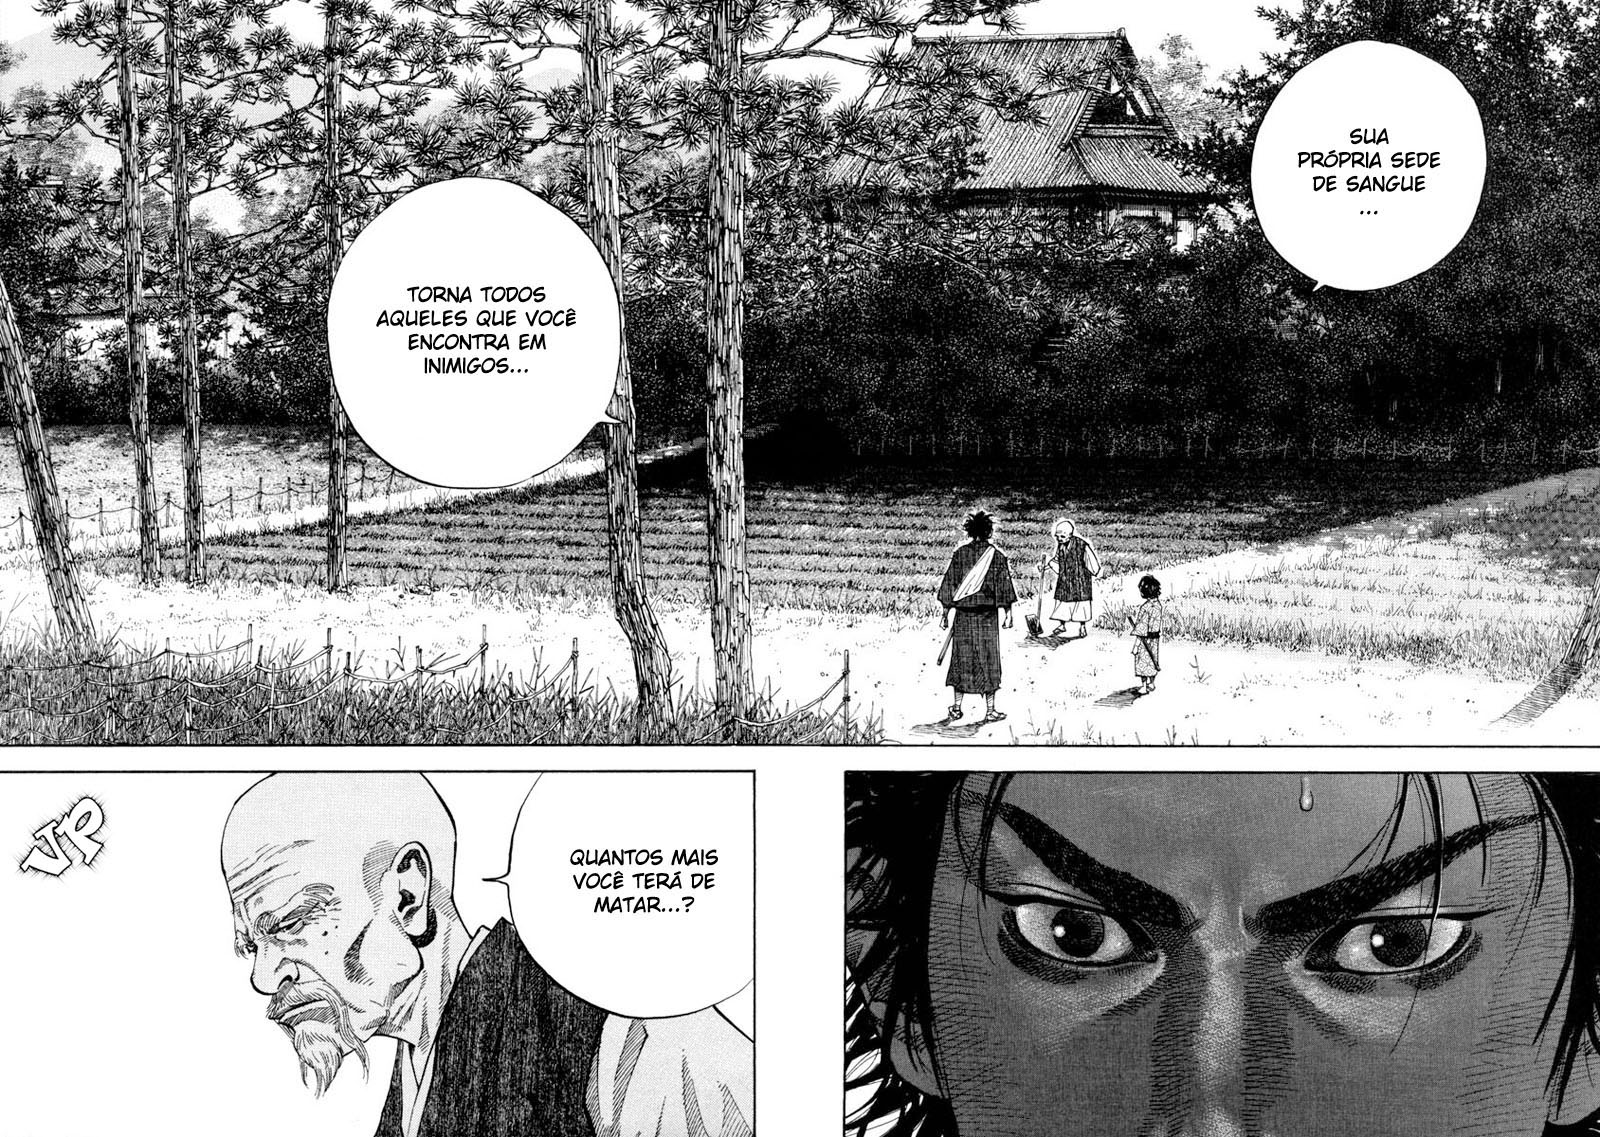 SUA
PRÓPRIA SEDE
DE SANGUE
...
TORNA TODOS
AQUELES QUE VOCÊ
ENCONTRA EM
INIMIGOS...
QUANTOS MAIS
VOCÊ TERÁ DE
MATAR...?
VP